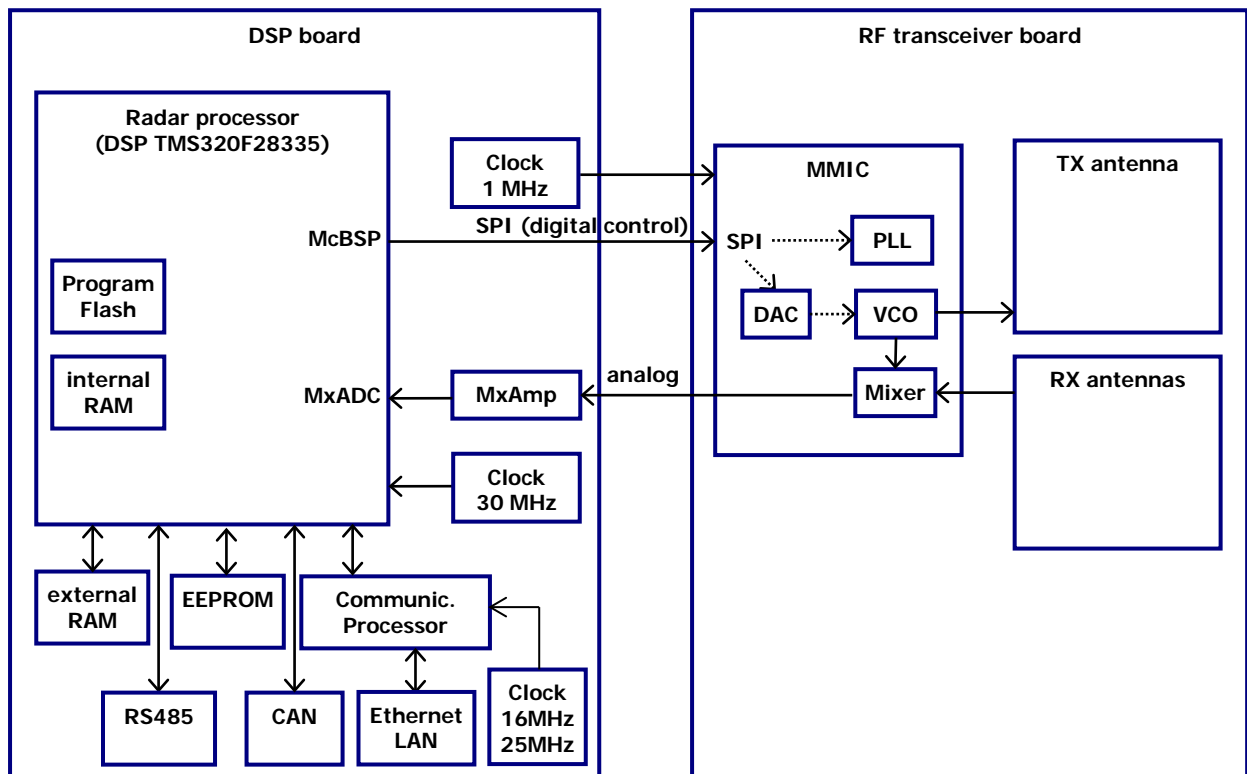 DSP board
RF transceiver board
Radar processor
(DSP TMS320F28335)
Clock
1 MHz
MMIC
TX antenna
McBSP
SPI (digital control)
SPI
PLL
Program
Flash
DAC
VCO
internal
RAM
MxADC
MxAmp
analog
Mixer
RX antennas
Clock
30 MHz
external
RAM
EEPROM
Communic.
Processor
RS485
CAN
Ethernet
LAN
Clock
16MHz
25MHz